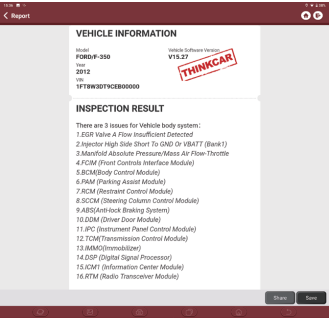 Report
VEHICLE INFORMATION
Model
FORD/F-350
Vehicle Software Version
V15.27
Year
2012
THINKCAR
VIN
1FT8W3DT9CEB00000
INSPECTION RESULT
There are 3 issues for Vehicle body system:
1.EGR Valve A Flow Insufficient Detected
2.Injector High Side Short To GND Or VBATT (Bank1)
3.Manifold Absolute Pressure/Mass Air Flow-Throttle
4.FCIM (Front Controls Interface Module)
5.BCM(Body Control Module)
6.PAM (Parking Assist Module)
7.RCM (Restraint Control Module)
8.SCCM (Steering Column Control Module)
9.ABS(Anti-lock Braking System)
10.DDM (Driver Door Module)
11.IPC (Instrument Panel Control Module)
12.TCM(Transmission Control Module)
13.IMMO(Immobilizer)
14.DSP (Digital Signal Processor)
15.ICM1 (Information Center Module)
16.RTM (Radio Transceiver Module)
Share
Save